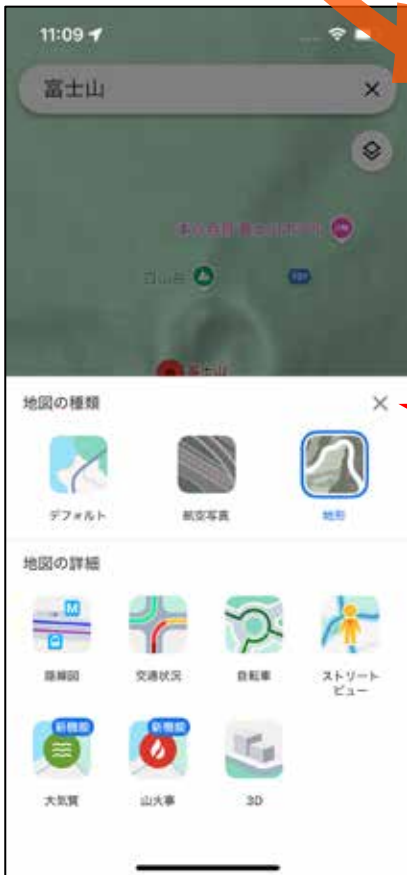 11:09
富士山
富士山
地図の種類
デフォルト
航空写真
地形
地図の詳細
M
路線図
交通状況
自転車
ストリート
ビュー
新機能
新機能
大気質
山火事
3D